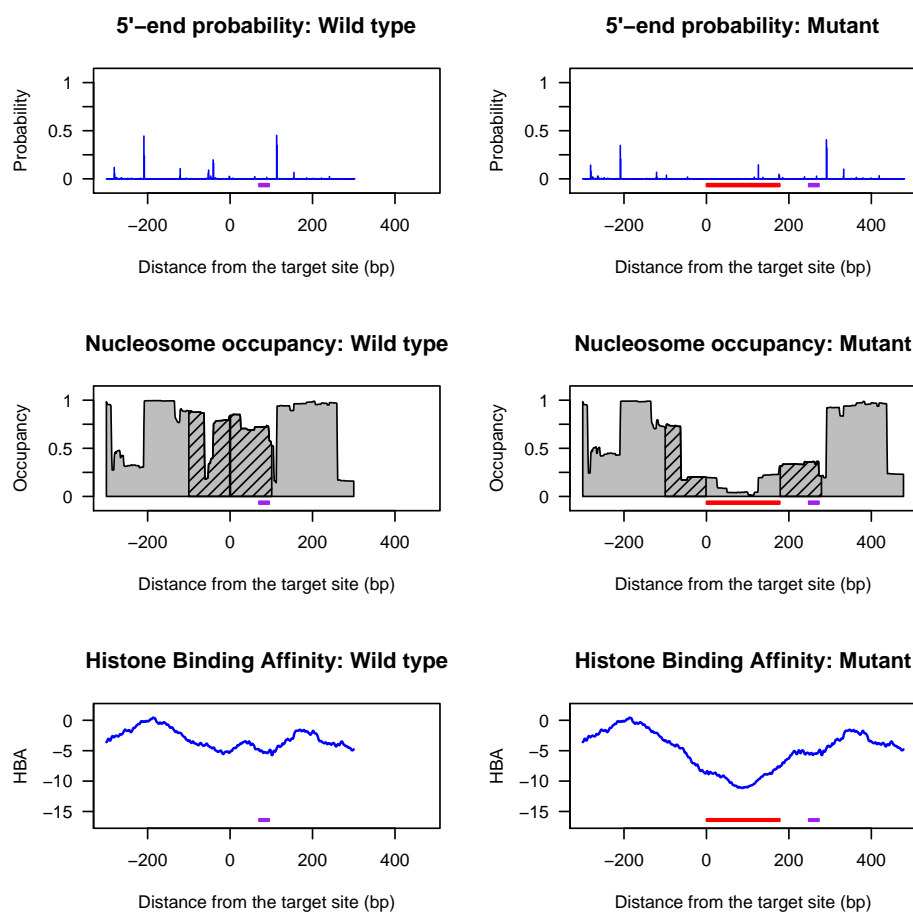 5'−end probability: Wild type
Probability
1
0.5
0
−200 0 200 400
Distance from the target site (bp)
5'−end probability: Mutant
Probability
1
0.5
0
−200 0 200 400
Distance from the target site (bp)
Nucleosome occupancy: Wild type
Occupancy
1
0.5
0
−200 0 200 400
Distance from the target site (bp)
Nucleosome occupancy: Mutant
Occupancy
1
0.5
0
−200 0 200 400
Distance from the target site (bp)
Histone Binding Affinity: Wild type
HBA
0
−5
−10
−15
−200 0 200 400
Distance from the target site (bp)
Histone Binding Affinity: Mutant
HBA
0
−5
−10
−15
−200 0 200 400
Distance from the target site (bp)